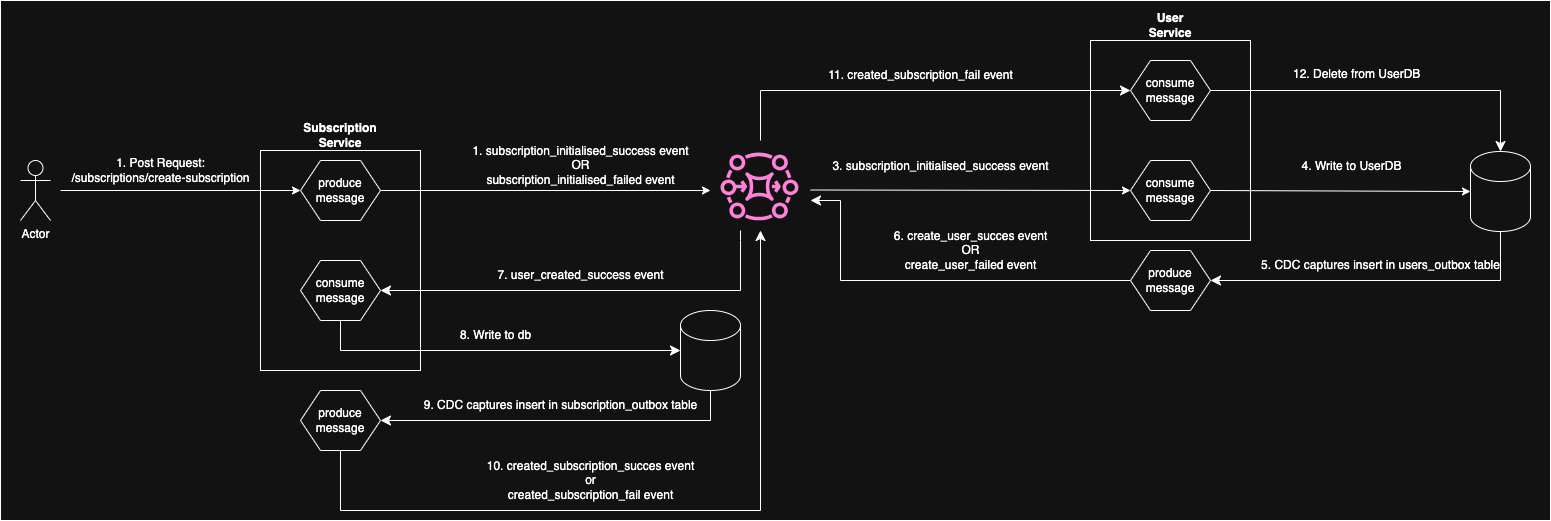 User
Service
11. created_subscription_fail event
12. Delete from UserDB
consume
message
Subscription
Service
1. Post Request:
/subscriptions/create-subscription
produce
message
1. subscription_initialised_success event
OR
subscription_initialised_failed event
3. subscription_initialised_success event
consume
message
4. Write to UserDB
Actor
6. create_user_succes event
OR
create_user_failed event
5. CDC captures insert in users_outbox table
produce
message
7. user_created_success event
consume
message
8. Write to db
9. CDC captures insert in subscription_outbox table
produce
message
10. created_subscription_succes event
or
created_subscription_fail event